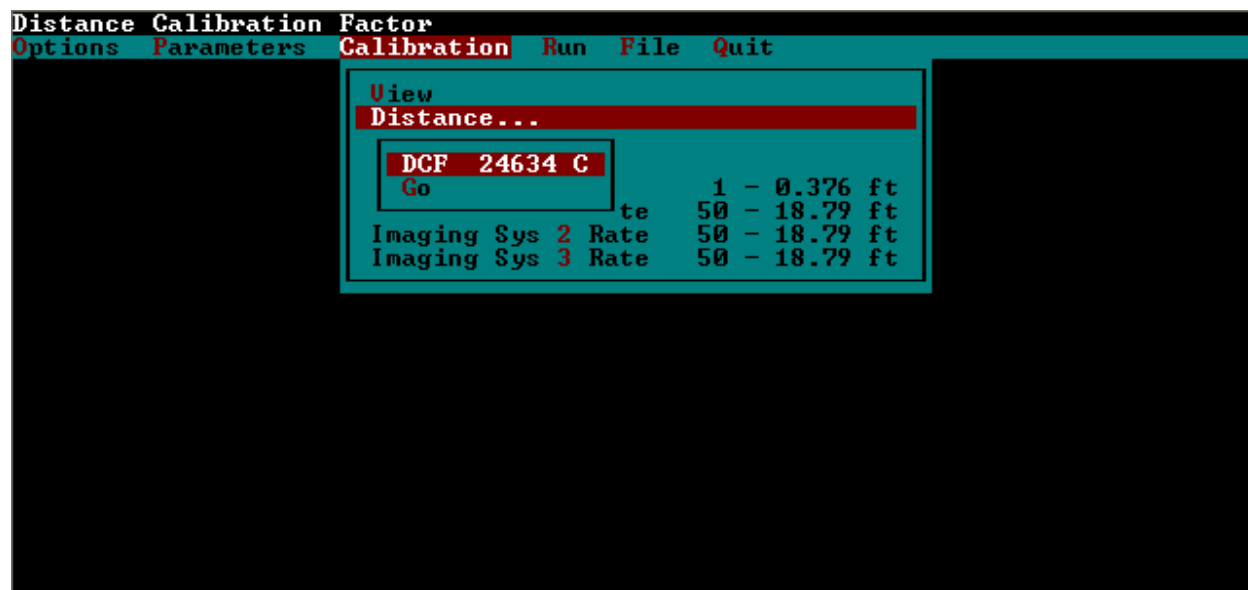 Distance Calibration Factor
Options Parameters Calibration Run File Quit
View
Distance...
DCF 24634 C
Go 1 - 0.376 ft
te 50 - 18.79 ft
Imaging Sys 2 Rate 50 - 18.79 ft
Imaging Sys 3 Rate 50 - 18.79 ft